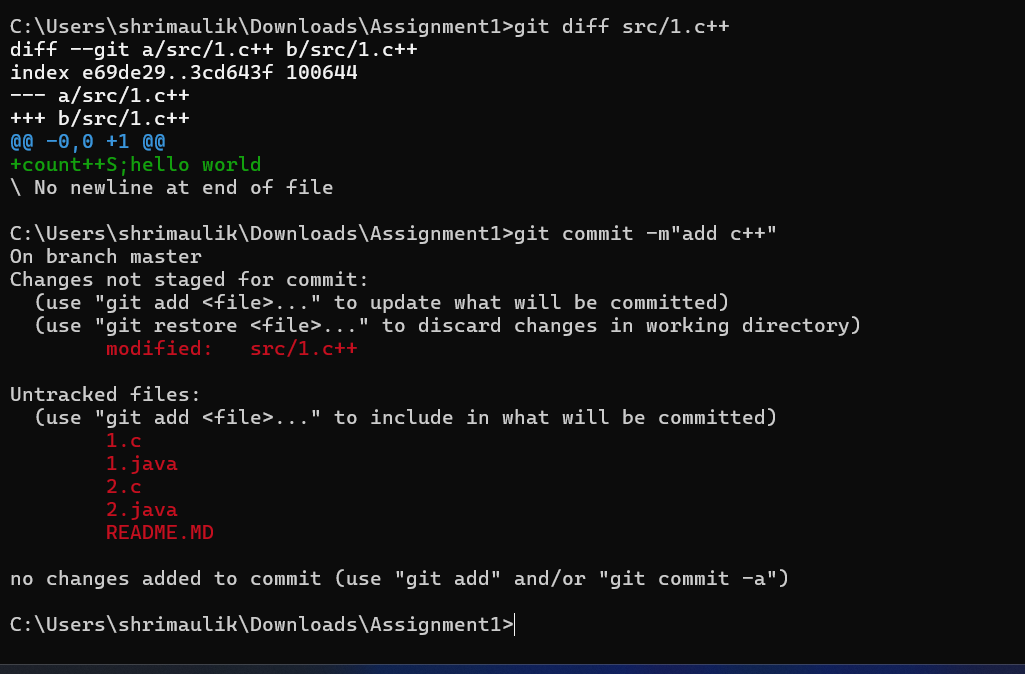 C:\Users\shrimaulik\Downloads\Assignment1>git diff src/1.c++
diff --git a/src/1.c++ b/src/1.c++
index e69de29..3cd643f 100644
--- a/src/1.c++
+++ b/src/1.c++
@@ -0,0 +1 @@
+count++S;hello world
\ No newline at end of file
C:\Users\shrimaulik\Downloads\Assignment1>git commit -m"add c++"
On branch master
Changes not staged for commit:
  (use "git add <file>..." to update what will be committed)
  (use "git restore <file>..." to discard changes in working directory)
        modified:   src/1.c++
Untracked files:
  (use "git add <file>..." to include in what will be committed)
        1.c
        1.java
        2.c
        2.java
        README.MD
no changes added to commit (use "git add" and/or "git commit -a")
C:\Users\shrimaulik\Downloads\Assignment1>